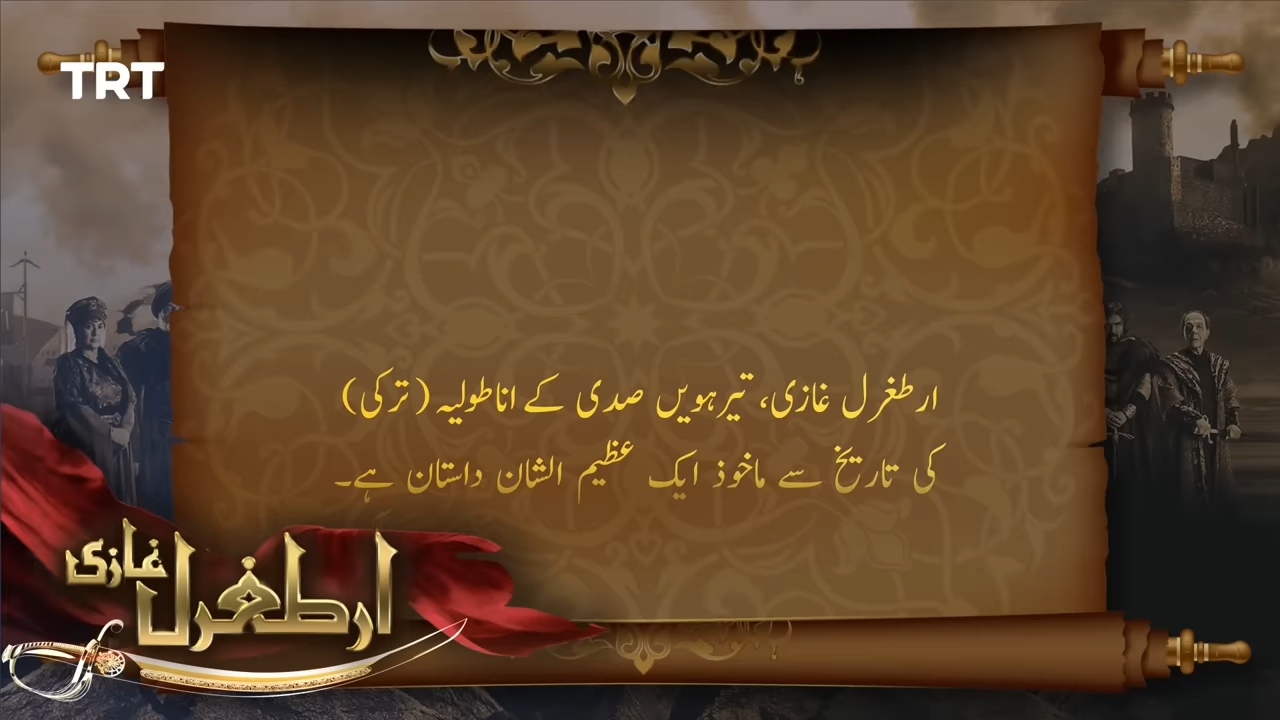 TRT
ارطغرل غازی، تیرہویں صدی کے اناطولیہ (ترکی)
کی تاریخ سے ماخوذ ایک عظیم الشان داستان ہے۔
ارطغرل غازی